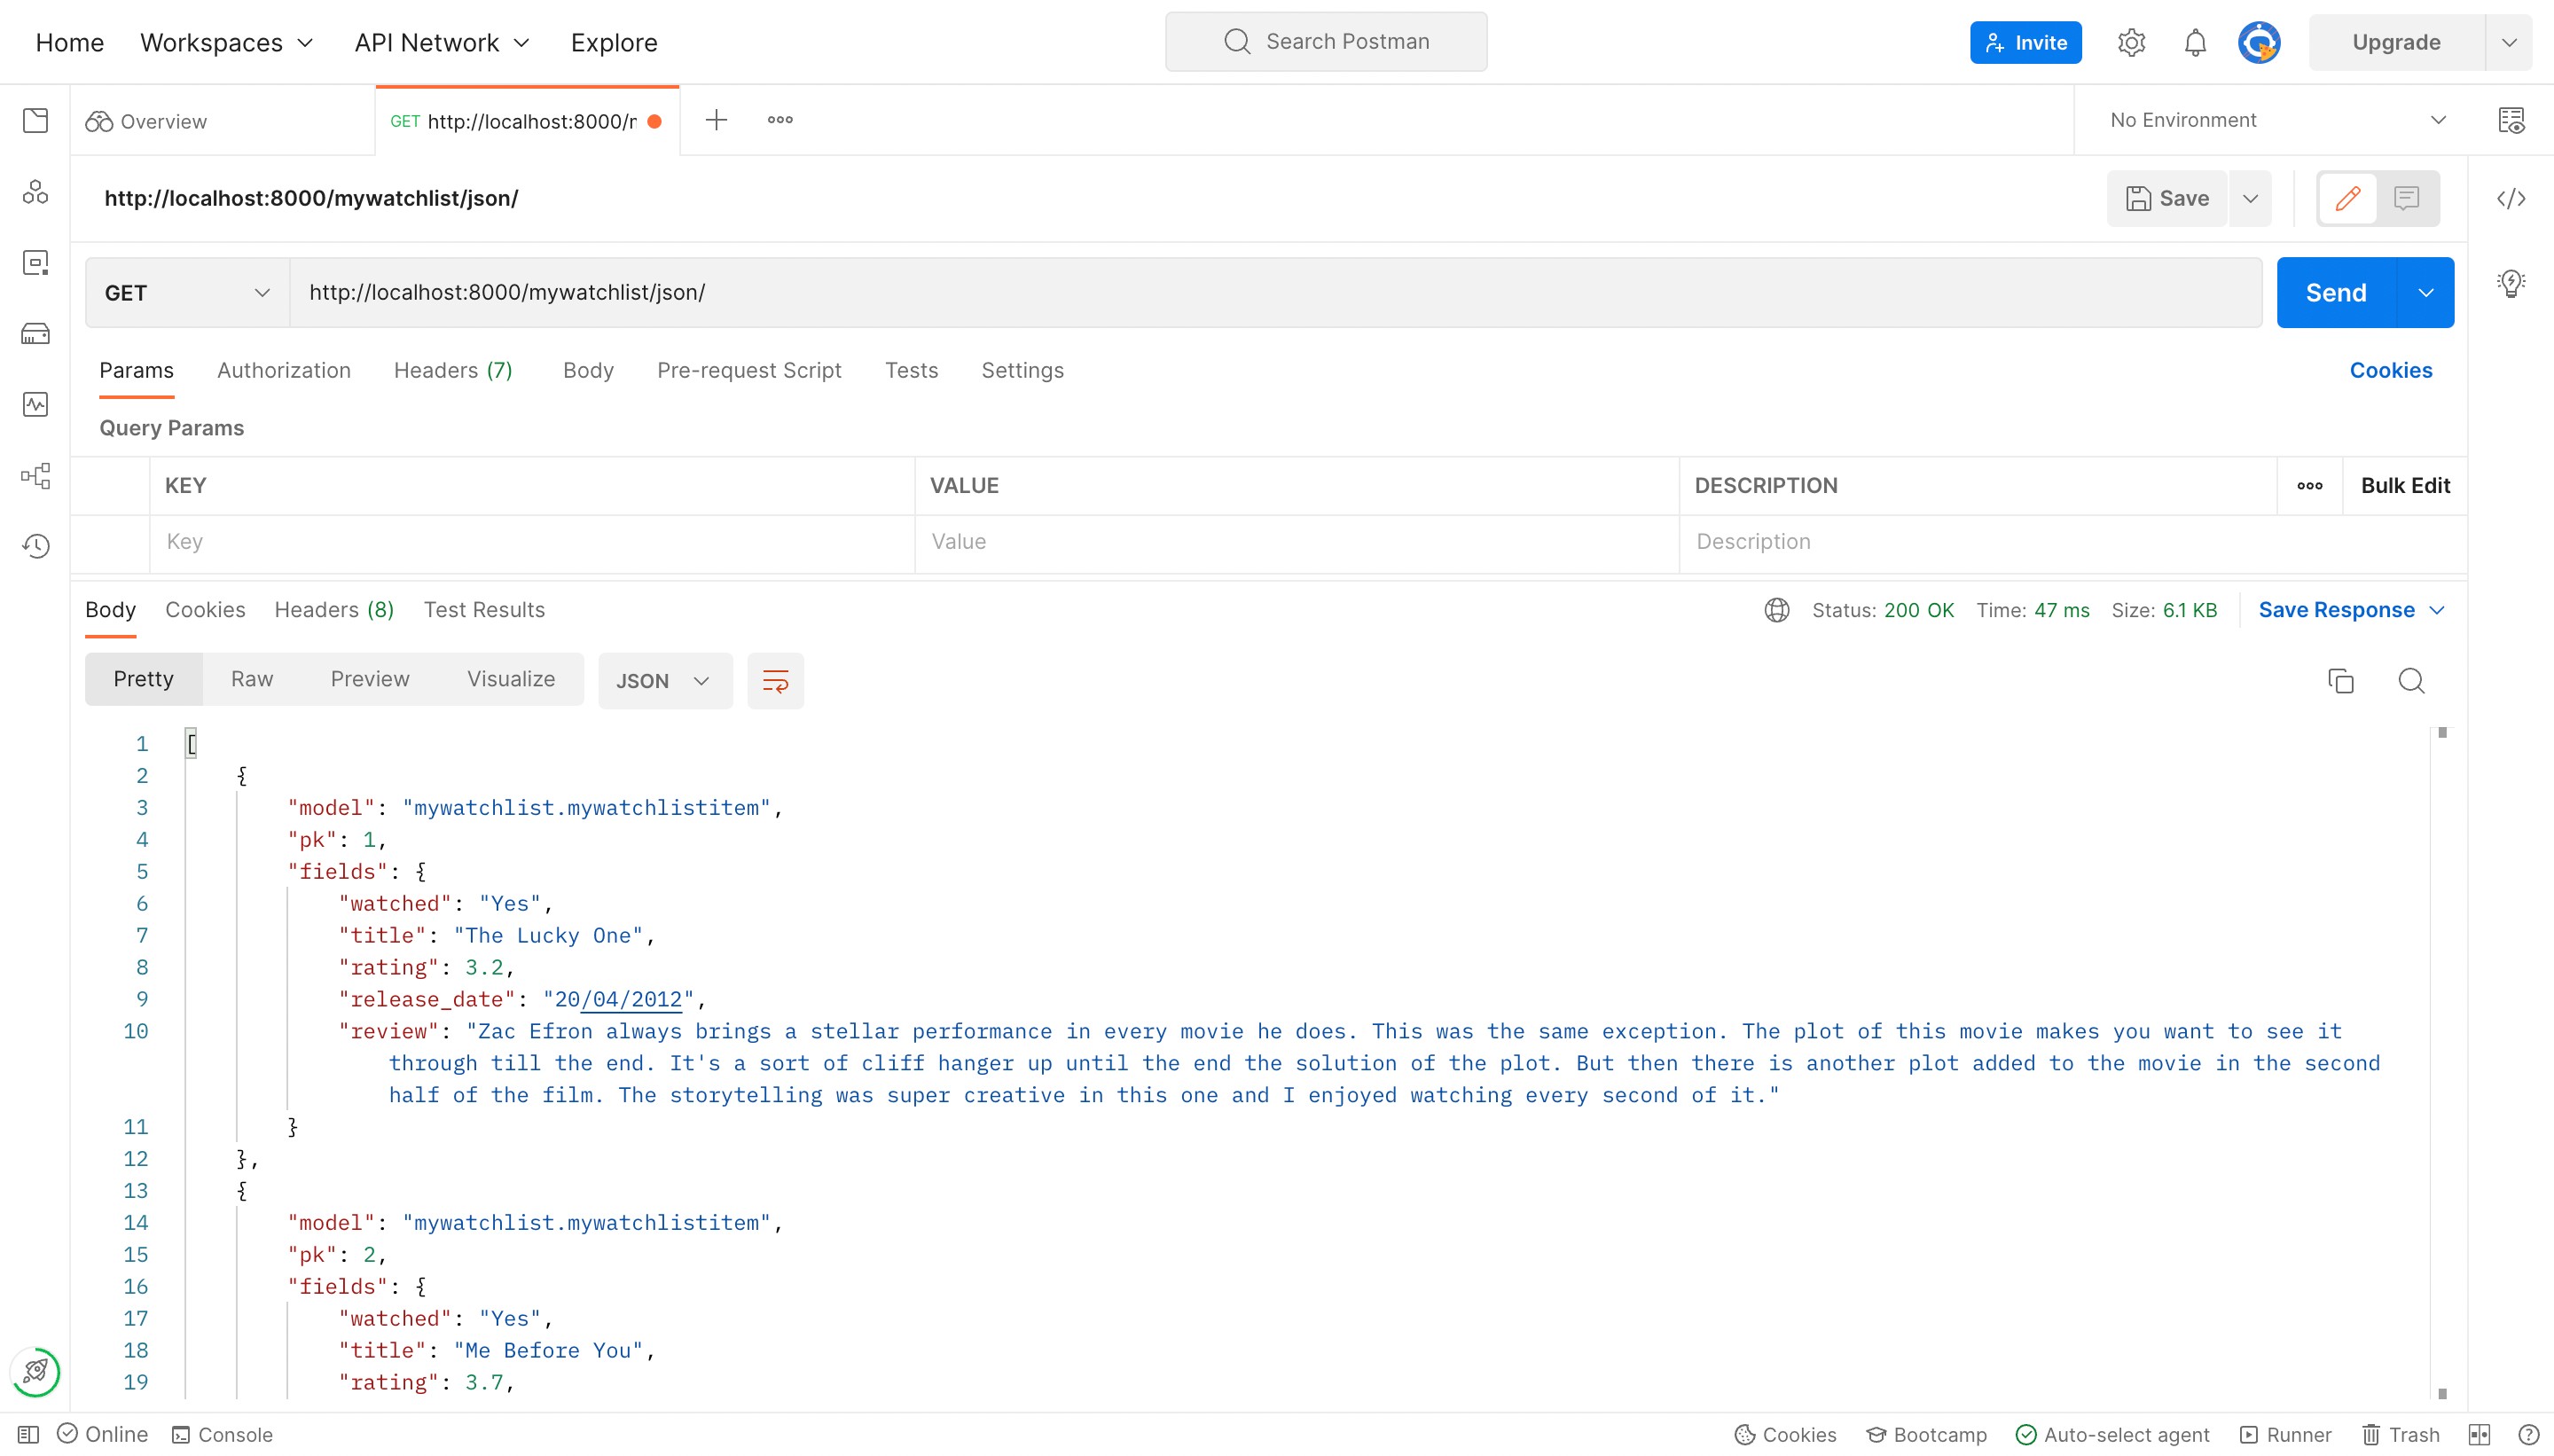 Home Workspaces API Network Explore Search Postman Invite Upgrade
Overview GET http://localhost:8000/r No Environment
http://localhost:8000/mywatchlist/json/ Save
GET http://localhost:8000/mywatchlist/json/ Send
Params Authorization Headers (7) Body Pre-request Script Tests Settings Cookies
Query Params
KEY VALUE DESCRIPTION Bulk Edit
Key Value Description
Body Cookies Headers (8) Test Results Status: 200 OK Time: 47 ms Size: 6.1 KB Save Response
Pretty Raw Preview Visualize JSON
1 [
2 {
3 "model": "mywatchlist.mywatchlistitem",
4 "pk": 1,
5 "fields": {
6 "watched": "Yes",
7 "title": "The Lucky One",
8 "rating": 3.2,
9 "release_date": "20/04/2012",
10 "review": "Zac Efron always brings a stellar performance in every movie he does. This was the same exception. The plot of this movie makes you want to see it
through till the end. It's a sort of cliff hanger up until the end the solution of the plot. But then there is another plot added to the movie in the second
half of the film. The storytelling was super creative in this one and I enjoyed watching every second of it."
11 }
12 },
13 {
14 "model": "mywatchlist.mywatchlistitem",
15 "pk": 2,
16 "fields": {
17 "watched": "Yes",
18 "title": "Me Before You",
19 "rating": 3.7,
Online Console Cookies Bootcamp Auto-select agent Runner Trash